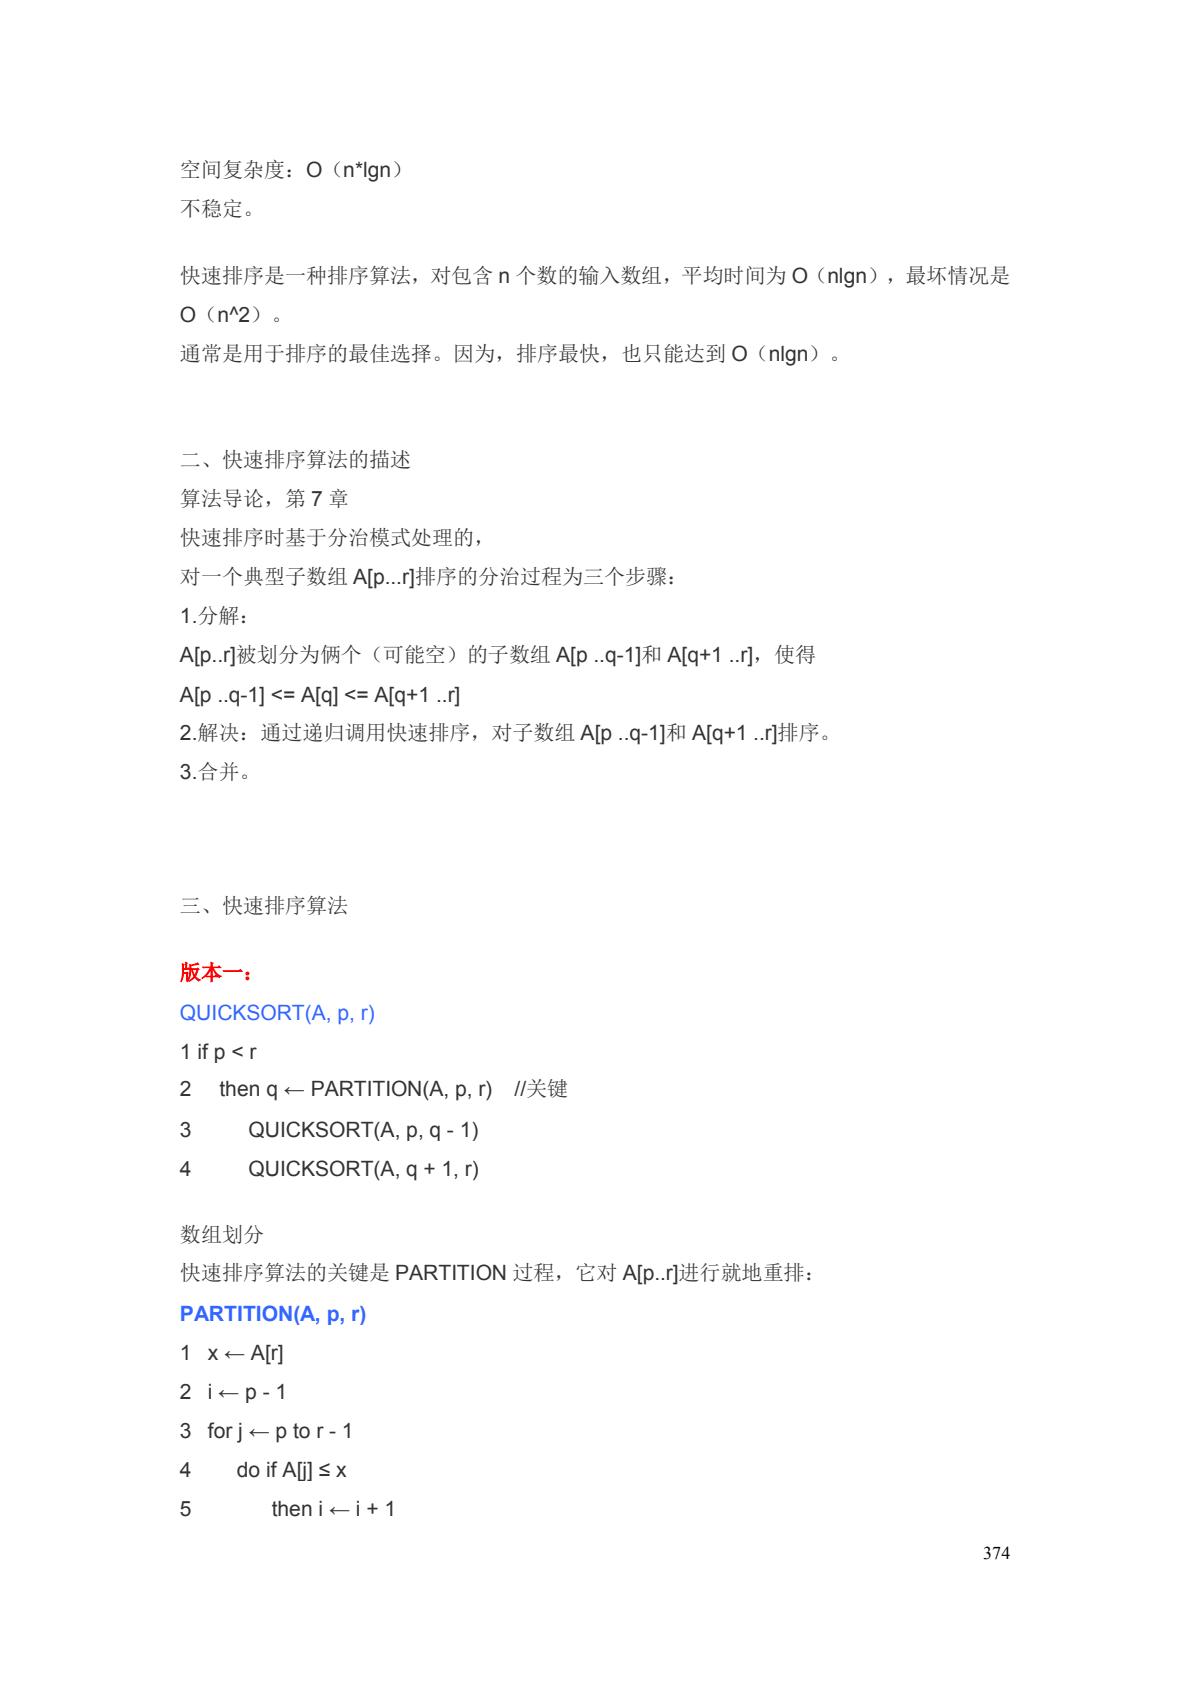 空间复杂度：O（n*lgn）
不稳定。
快速排序是一种排序算法，对包含 n 个数的输入数组，平均时间为 O（nlgn），最坏情况是
O（n^2）。
通常是用于排序的最佳选择。因为，排序最快，也只能达到 O（nlgn）。
二、快速排序算法的描述
算法导论，第 7 章
快速排序时基于分治模式处理的，
对一个典型子数组 A[p...r]排序的分治过程为三个步骤：
1.分解：
A[p..r]被划分为俩个（可能空）的子数组 A[p ..q-1]和 A[q+1 ..r]，使得
A[p ..q-1] <= A[q] <= A[q+1 ..r]
2.解决：通过递归调用快速排序，对子数组 A[p ..q-1]和 A[q+1 ..r]排序。
3.合并。
三、快速排序算法
版本一：
QUICKSORT(A, p, r)
1 if p < r
2    then q ← PARTITION(A, p, r)   //关键
3         QUICKSORT(A, p, q - 1)
4         QUICKSORT(A, q + 1, r)
数组划分
快速排序算法的关键是 PARTITION 过程，它对 A[p..r]进行就地重排：
PARTITION(A, p, r)
1  x ← A[r]
2  i ← p - 1
3  for j ← p to r - 1
4       do if A[j] ≤ x
5             then i ← i + 1
374